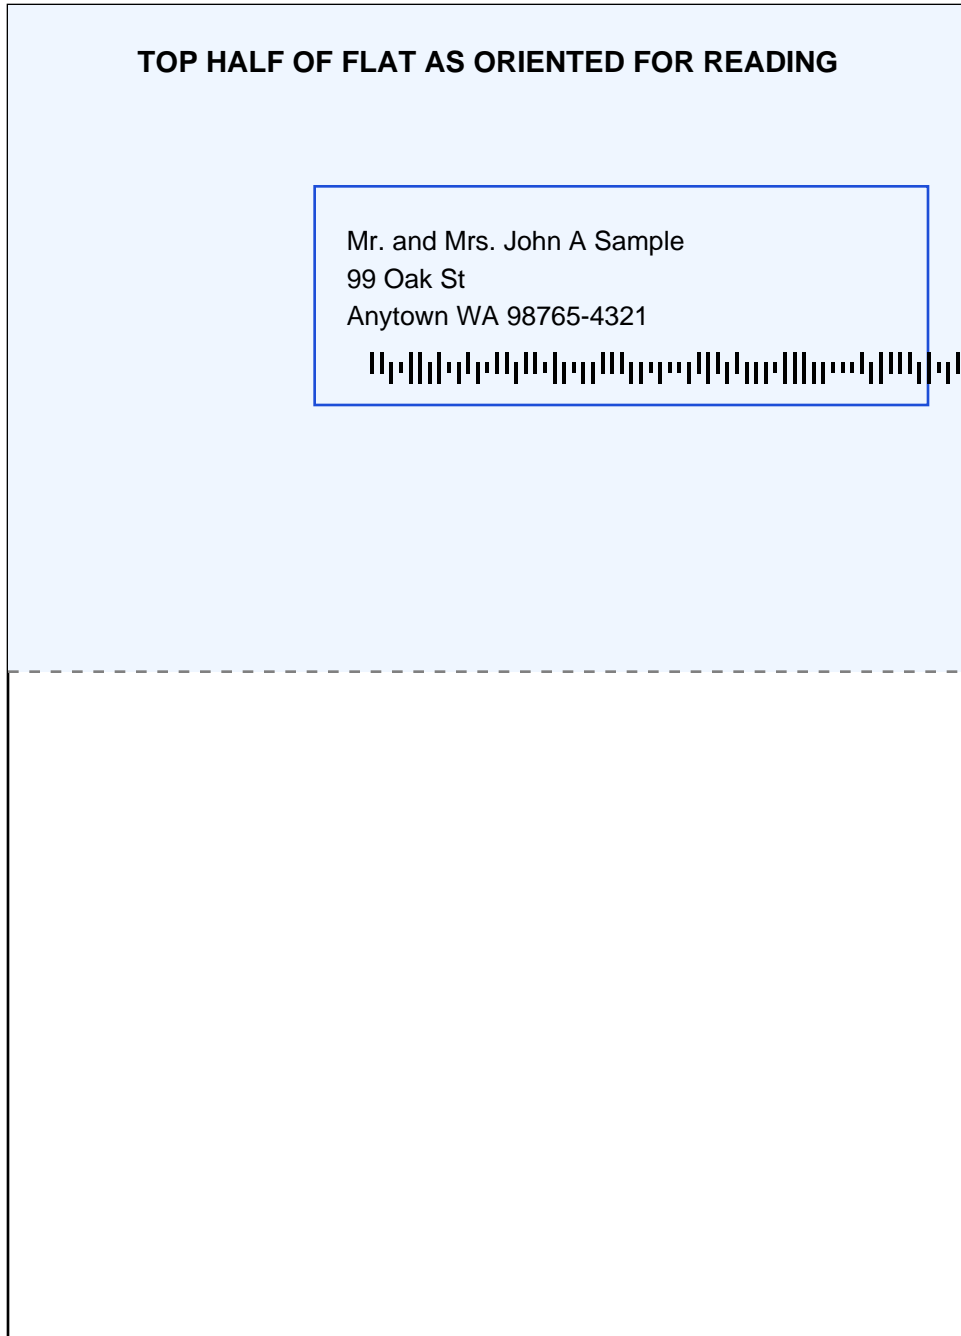 TOP HALF OF FLAT AS ORIENTED FOR READING
Mr. and Mrs. John A Sample
99 Oak St
Anytown WA 98765-4321